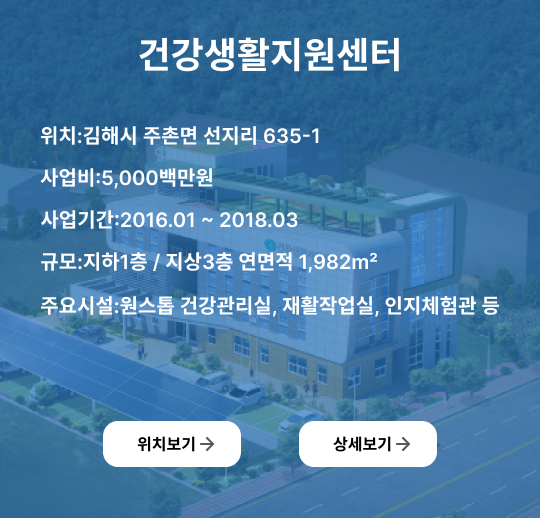 건강생활지원센터
위치:김해시 주촌면 선지리 635-1
사업비:5,000백만원
사업기간:2016.01 ~ 2018.03
규모:지하1층 / 지상3층 연면적 1,982m²
주요시설:원스톱 건강관리실, 재활작업실, 인지체험관 등
위치보기 →
상세보기 →